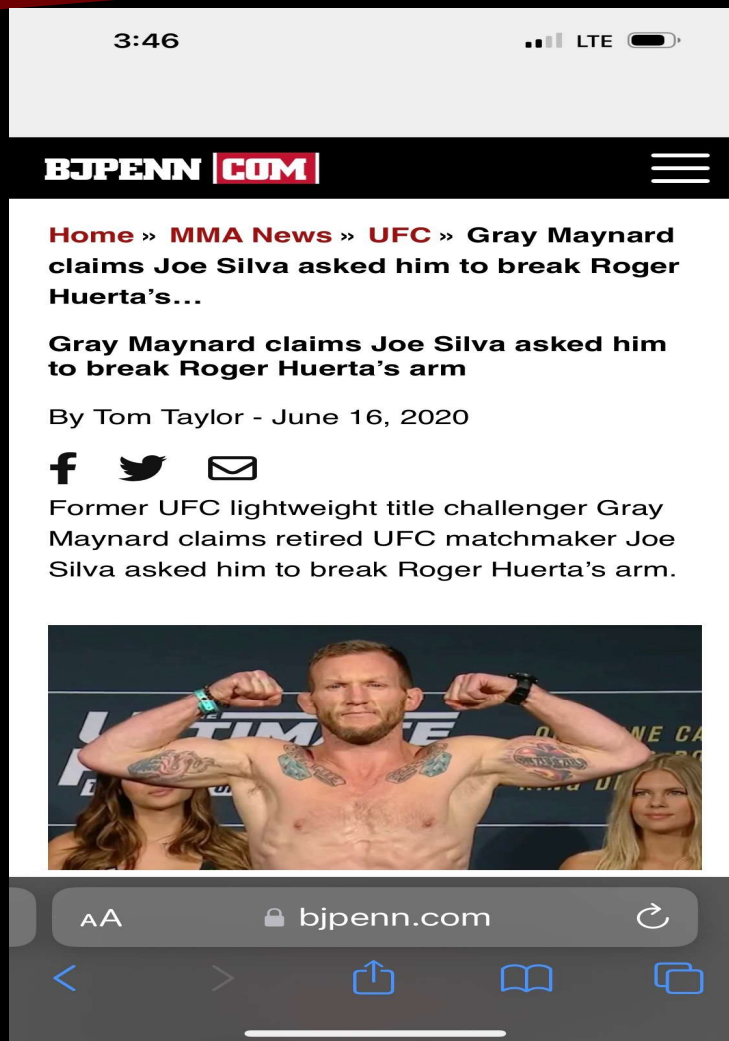 3:46 LTE
BJPENN COM
Home » MMA News » UFC » Gray Maynard
claims Joe Silva asked him to break Roger
Huerta's...
Gray Maynard claims Joe Silva asked him
to break Roger Huerta's arm
By Tom Taylor - June 16, 2020
Former UFC lightweight title challenger Gray
Maynard claims retired UFC matchmaker Joe
Silva asked him to break Roger Huerta's arm.
AA bjpenn.com